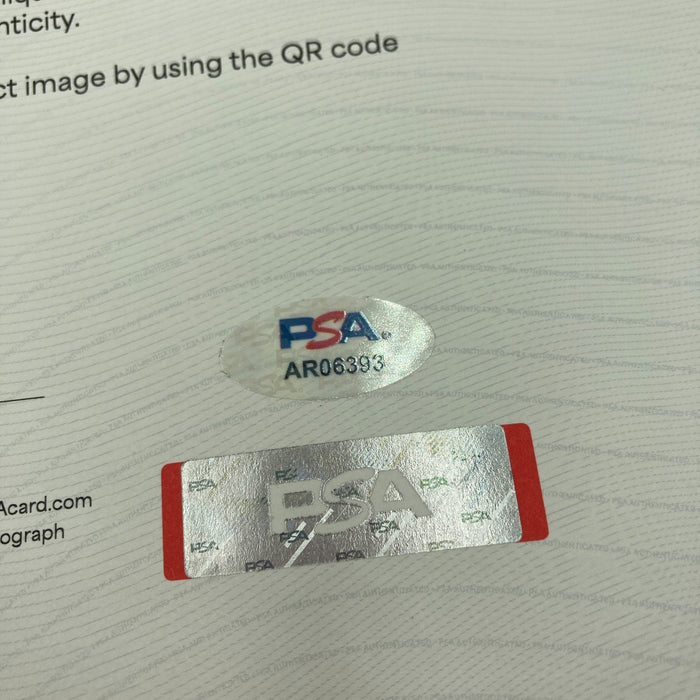 nticity.
ct image by using the QR code
PSA
AR06393
Acard.com
ograph
PSA